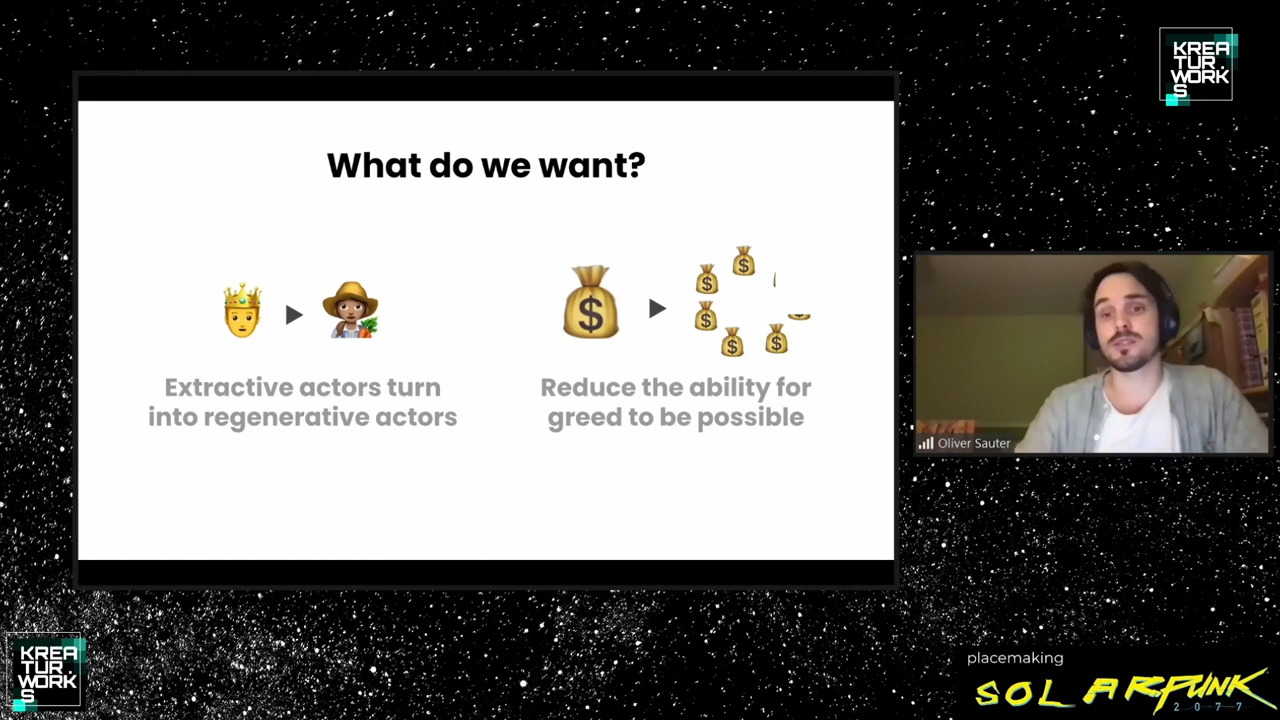 KREA
TUR.
WORK
S
What do we want?
$
$
$
$
$
$
Extractive actors turn
into regenerative actors
Reduce the ability for
greed to be possible
Oliver Sauter
KREA
TUR.
WORK
S
placemaking
SOLARPUNK
2077